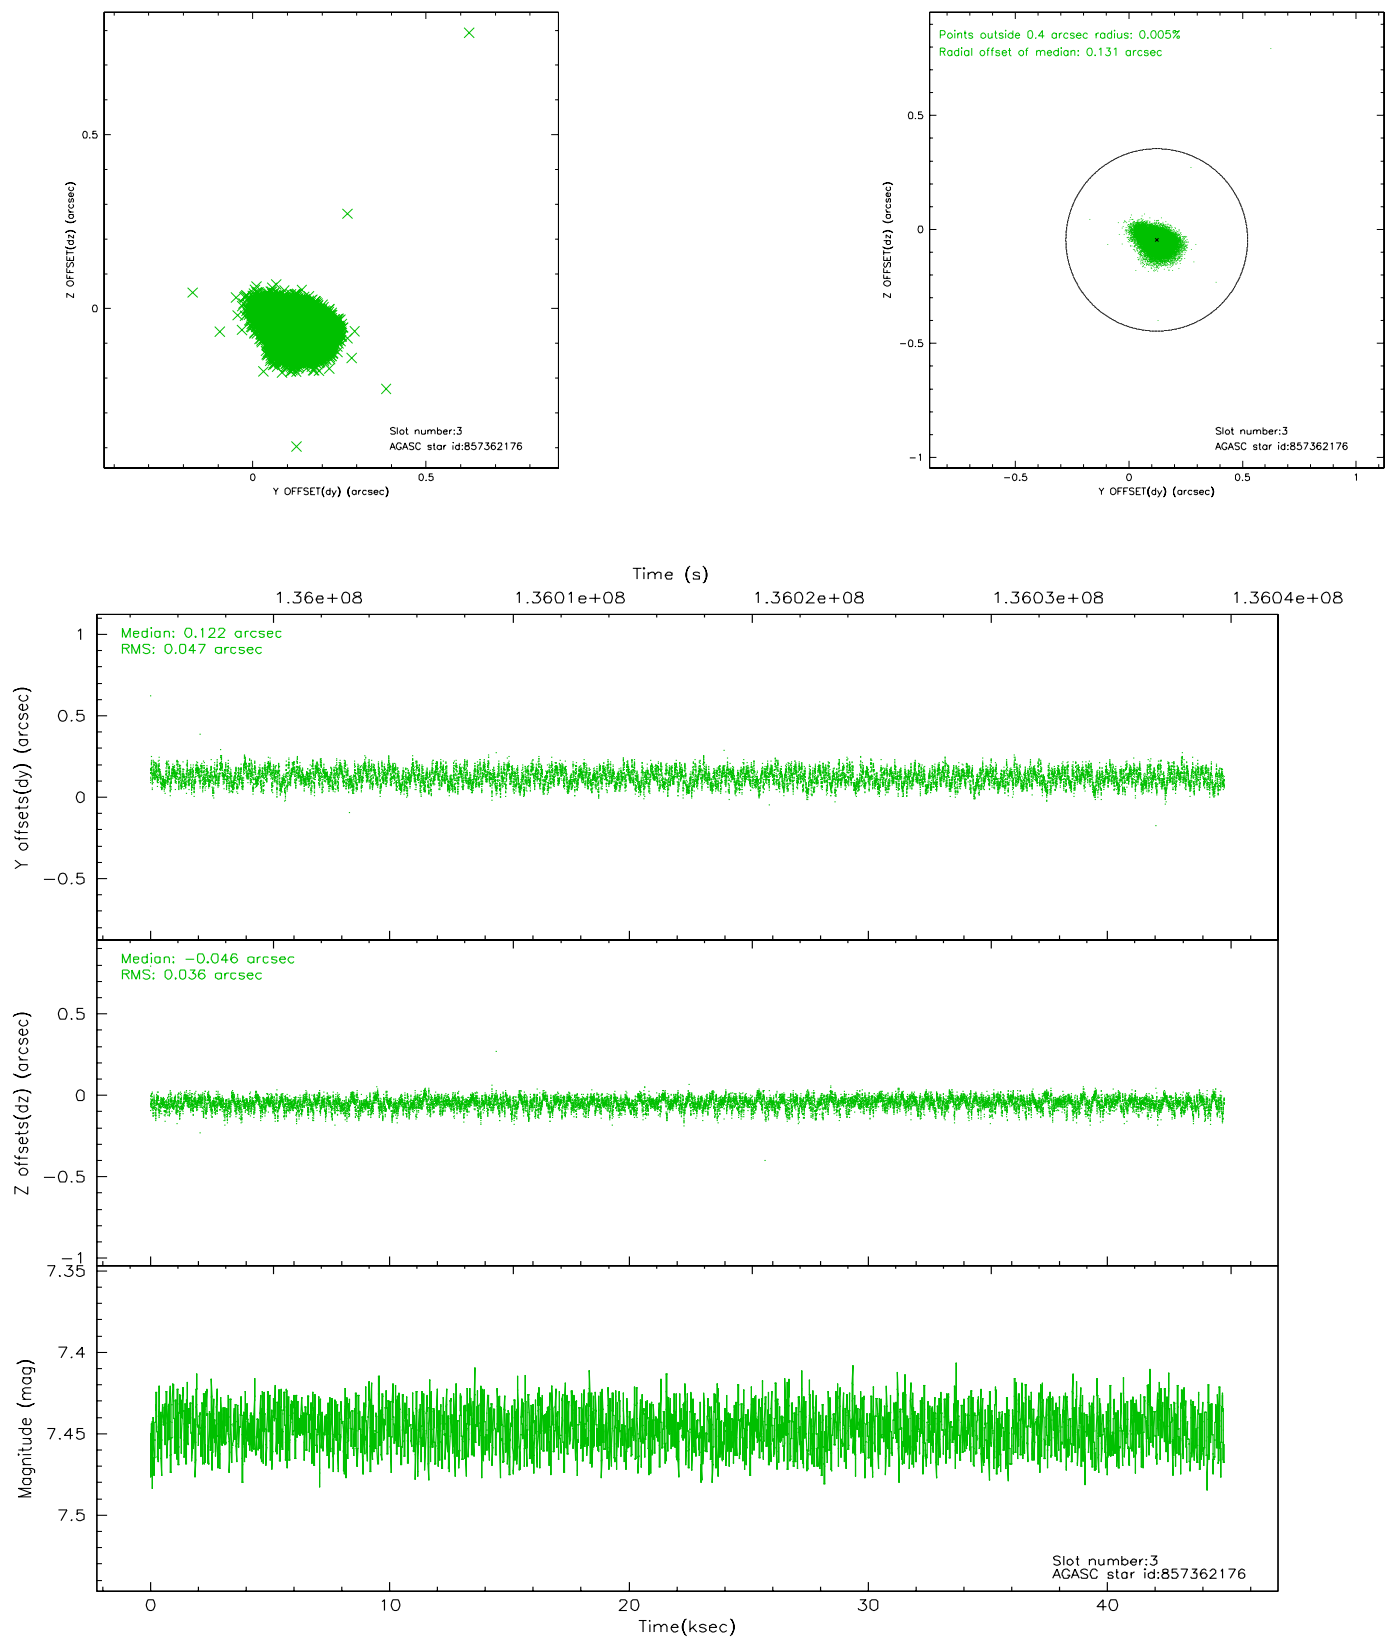 0.5
0
Z OFFSET(dz) (arcsec)
Slot number:3
AGASC star id:857362176
0
0.5
Y OFFSET(dy) (arcsec)
Points outside 0.4 arcsec radius: 0.005%
Radial offset of median: 0.131 arcsec
0.5
0
−0.5
−1
Z OFFSET(dz) (arcsec)
Slot number:3
AGASC star id:857362176
−0.5
0
0.5
1
Y OFFSET(dy) (arcsec)
Time (s)
1.36e+08
1.3601e+08
1.3602e+08
1.3603e+08
1.3604e+08
Median: 0.122 arcsec
RMS: 0.047 arcsec
1
0.5
0
−0.5
Y offsets(dy) (arcsec)
Median: −0.046 arcsec
RMS: 0.036 arcsec
0.5
0
−0.5
−1
Z offsets(dz) (arcsec)
7.35
7.4
7.45
7.5
Magnitude (mag)
Slot number:3
AGASC star id:857362176
0
10
20
30
40
Time(ksec)